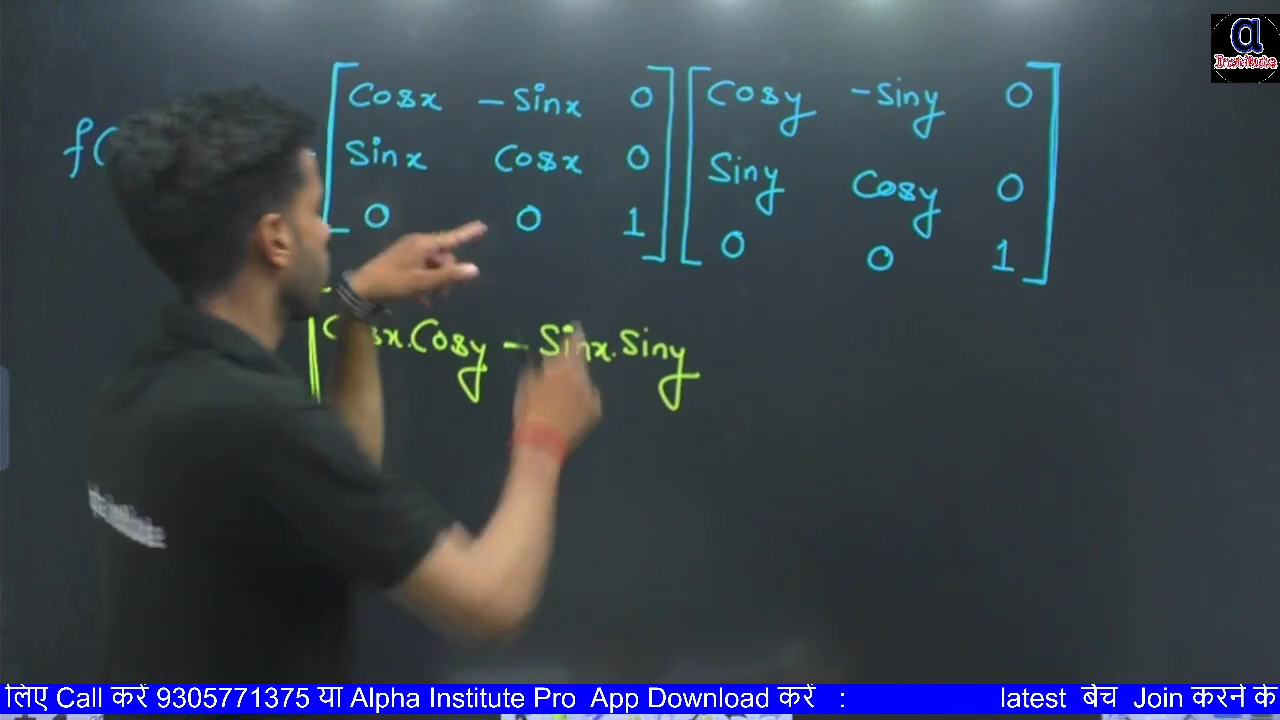 α
Institute
f(
Cosx -sinx 0 Cosy -siny 0
Sinx Cosx 0 Siny Cosy 0
0 0 1 0 0 1
Cosx.Cosy - Sinx.Siny
लिए Call करें 9305771375 या Alpha Institute Pro App Download करें : latest बैच Join करने के